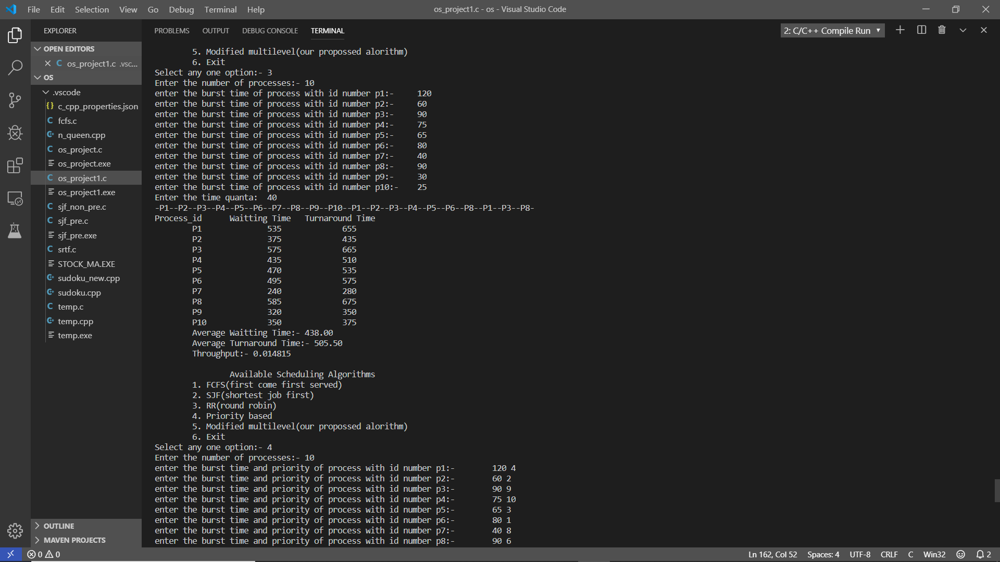 File Edit Selection View Go Debug Terminal Help
os_project1.c - os - Visual Studio Code
EXPLORER
OPEN EDITORS
os_project1.c .vsc...
OS
.vscode
c_cpp_properties.json
fcfs.c
n_queen.cpp
os_project.c
os_project.exe
os_project1.c
os_project1.exe
sjf_non_pre.c
sjf_pre.c
sjf_pre.exe
srtf.c
STOCK_MA.EXE
sudoku_new.cpp
sudoku.cpp
temp.c
temp.cpp
temp.exe
OUTLINE
MAVEN PROJECTS
PROBLEMS OUTPUT DEBUG CONSOLE TERMINAL
2: C/C++ Compile Run
5. Modified multilevel(our propossed alorithm)
6. Exit
Select any one option:- 3
Enter the number of processes:- 10
enter the burst time of process with id number p1:- 120
enter the burst time of process with id number p2:- 60
enter the burst time of process with id number p3:- 90
enter the burst time of process with id number p4:- 75
enter the burst time of process with id number p5:- 65
enter the burst time of process with id number p6:- 80
enter the burst time of process with id number p7:- 40
enter the burst time of process with id number p8:- 90
enter the burst time of process with id number p9:- 30
enter the burst time of process with id number p10:- 25
Enter the time quanta: 40
-P1--P2--P3--P4--P5--P6--P7--P8--P9--P10--P1--P2--P3--P4--P5--P6--P8--P1--P3--P8-
Process_id Waitting Time Turnaround Time
P1 535 655
P2 375 435
P3 575 665
P4 435 510
P5 470 535
P6 495 575
P7 240 280
P8 585 675
P9 320 350
P10 350 375
Average Waitting Time:- 438.00
Average Turnaround Time:- 505.50
Throughput:- 0.014815
Available Scheduling Algorithms
1. FCFS(first come first served)
2. SJF(shortest job first)
3. RR(round robin)
4. Priority based
5. Modified multilevel(our propossed alorithm)
6. Exit
Select any one option:- 4
Enter the number of processes:- 10
enter the burst time and priority of process with id number p1:- 120 4
enter the burst time and priority of process with id number p2:- 60 2
enter the burst time and priority of process with id number p3:- 90 9
enter the burst time and priority of process with id number p4:- 75 10
enter the burst time and priority of process with id number p5:- 65 3
enter the burst time and priority of process with id number p6:- 80 1
enter the burst time and priority of process with id number p7:- 40 8
enter the burst time and priority of process with id number p8:- 90 6
0 0
Ln 162, Col 52 Spaces: 4 UTF-8 CRLF C Win32 2